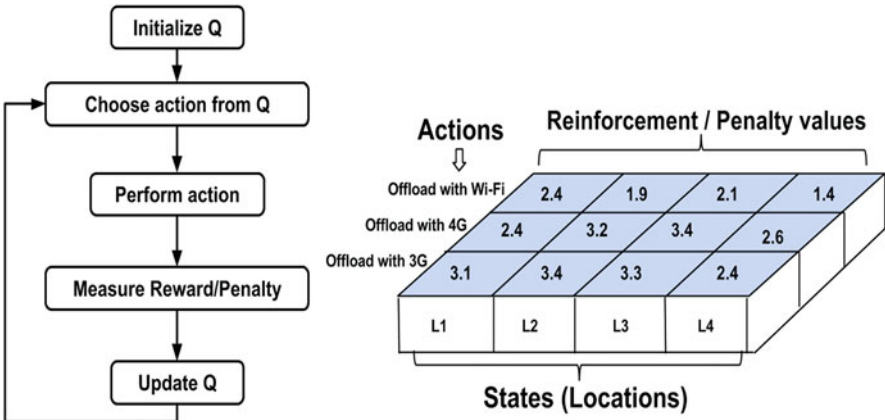 Initialize Q
Choose action from Q
Perform action
Measure Reward/Penalty
Update Q
Actions
Reinforcement / Penalty values
Offload with Wi-Fi
2.4 1.9 2.1 1.4
Offload with 4G
2.4 3.2 3.4 2.6
Offload with 3G
3.1 3.4 3.3 2.4
L1 L2 L3 L4
States (Locations)